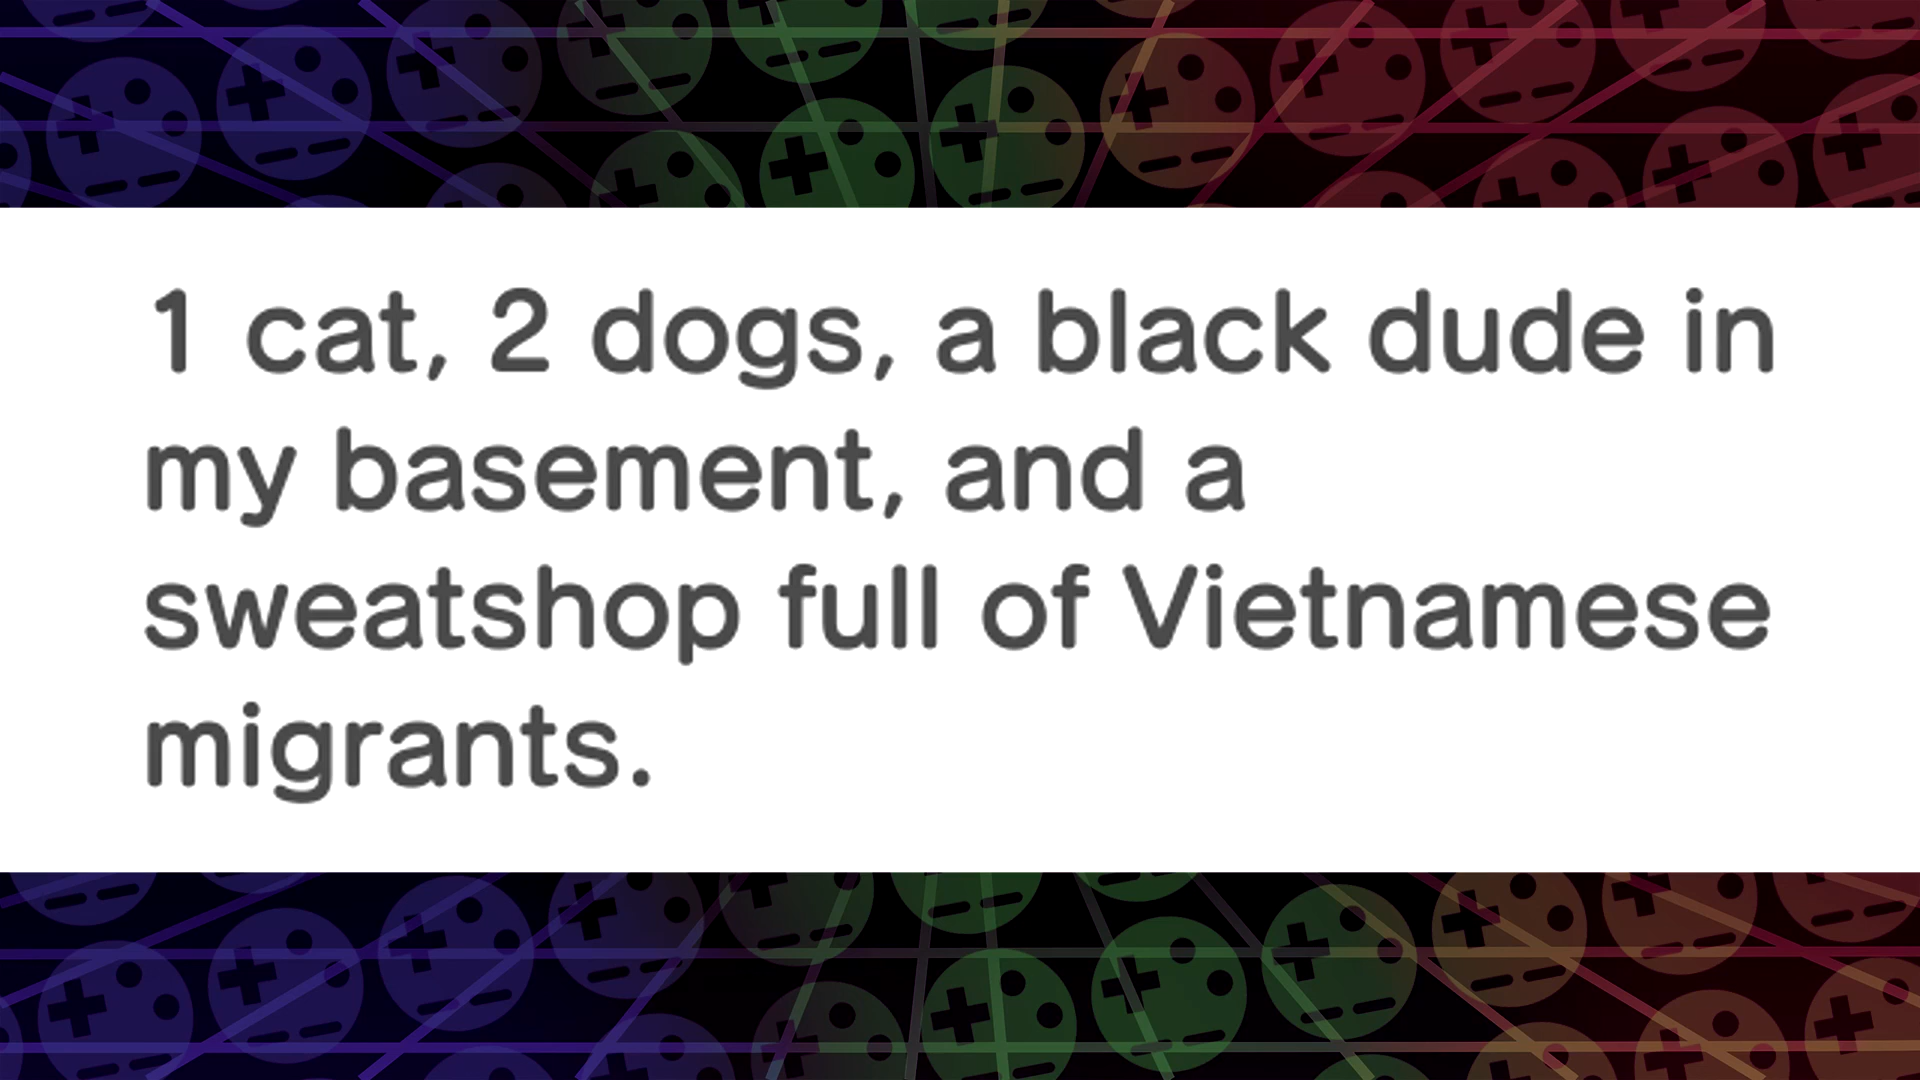 1 cat, 2 dogs, a black dude in
my basement, and a
sweatshop full of Vietnamese
migrants.